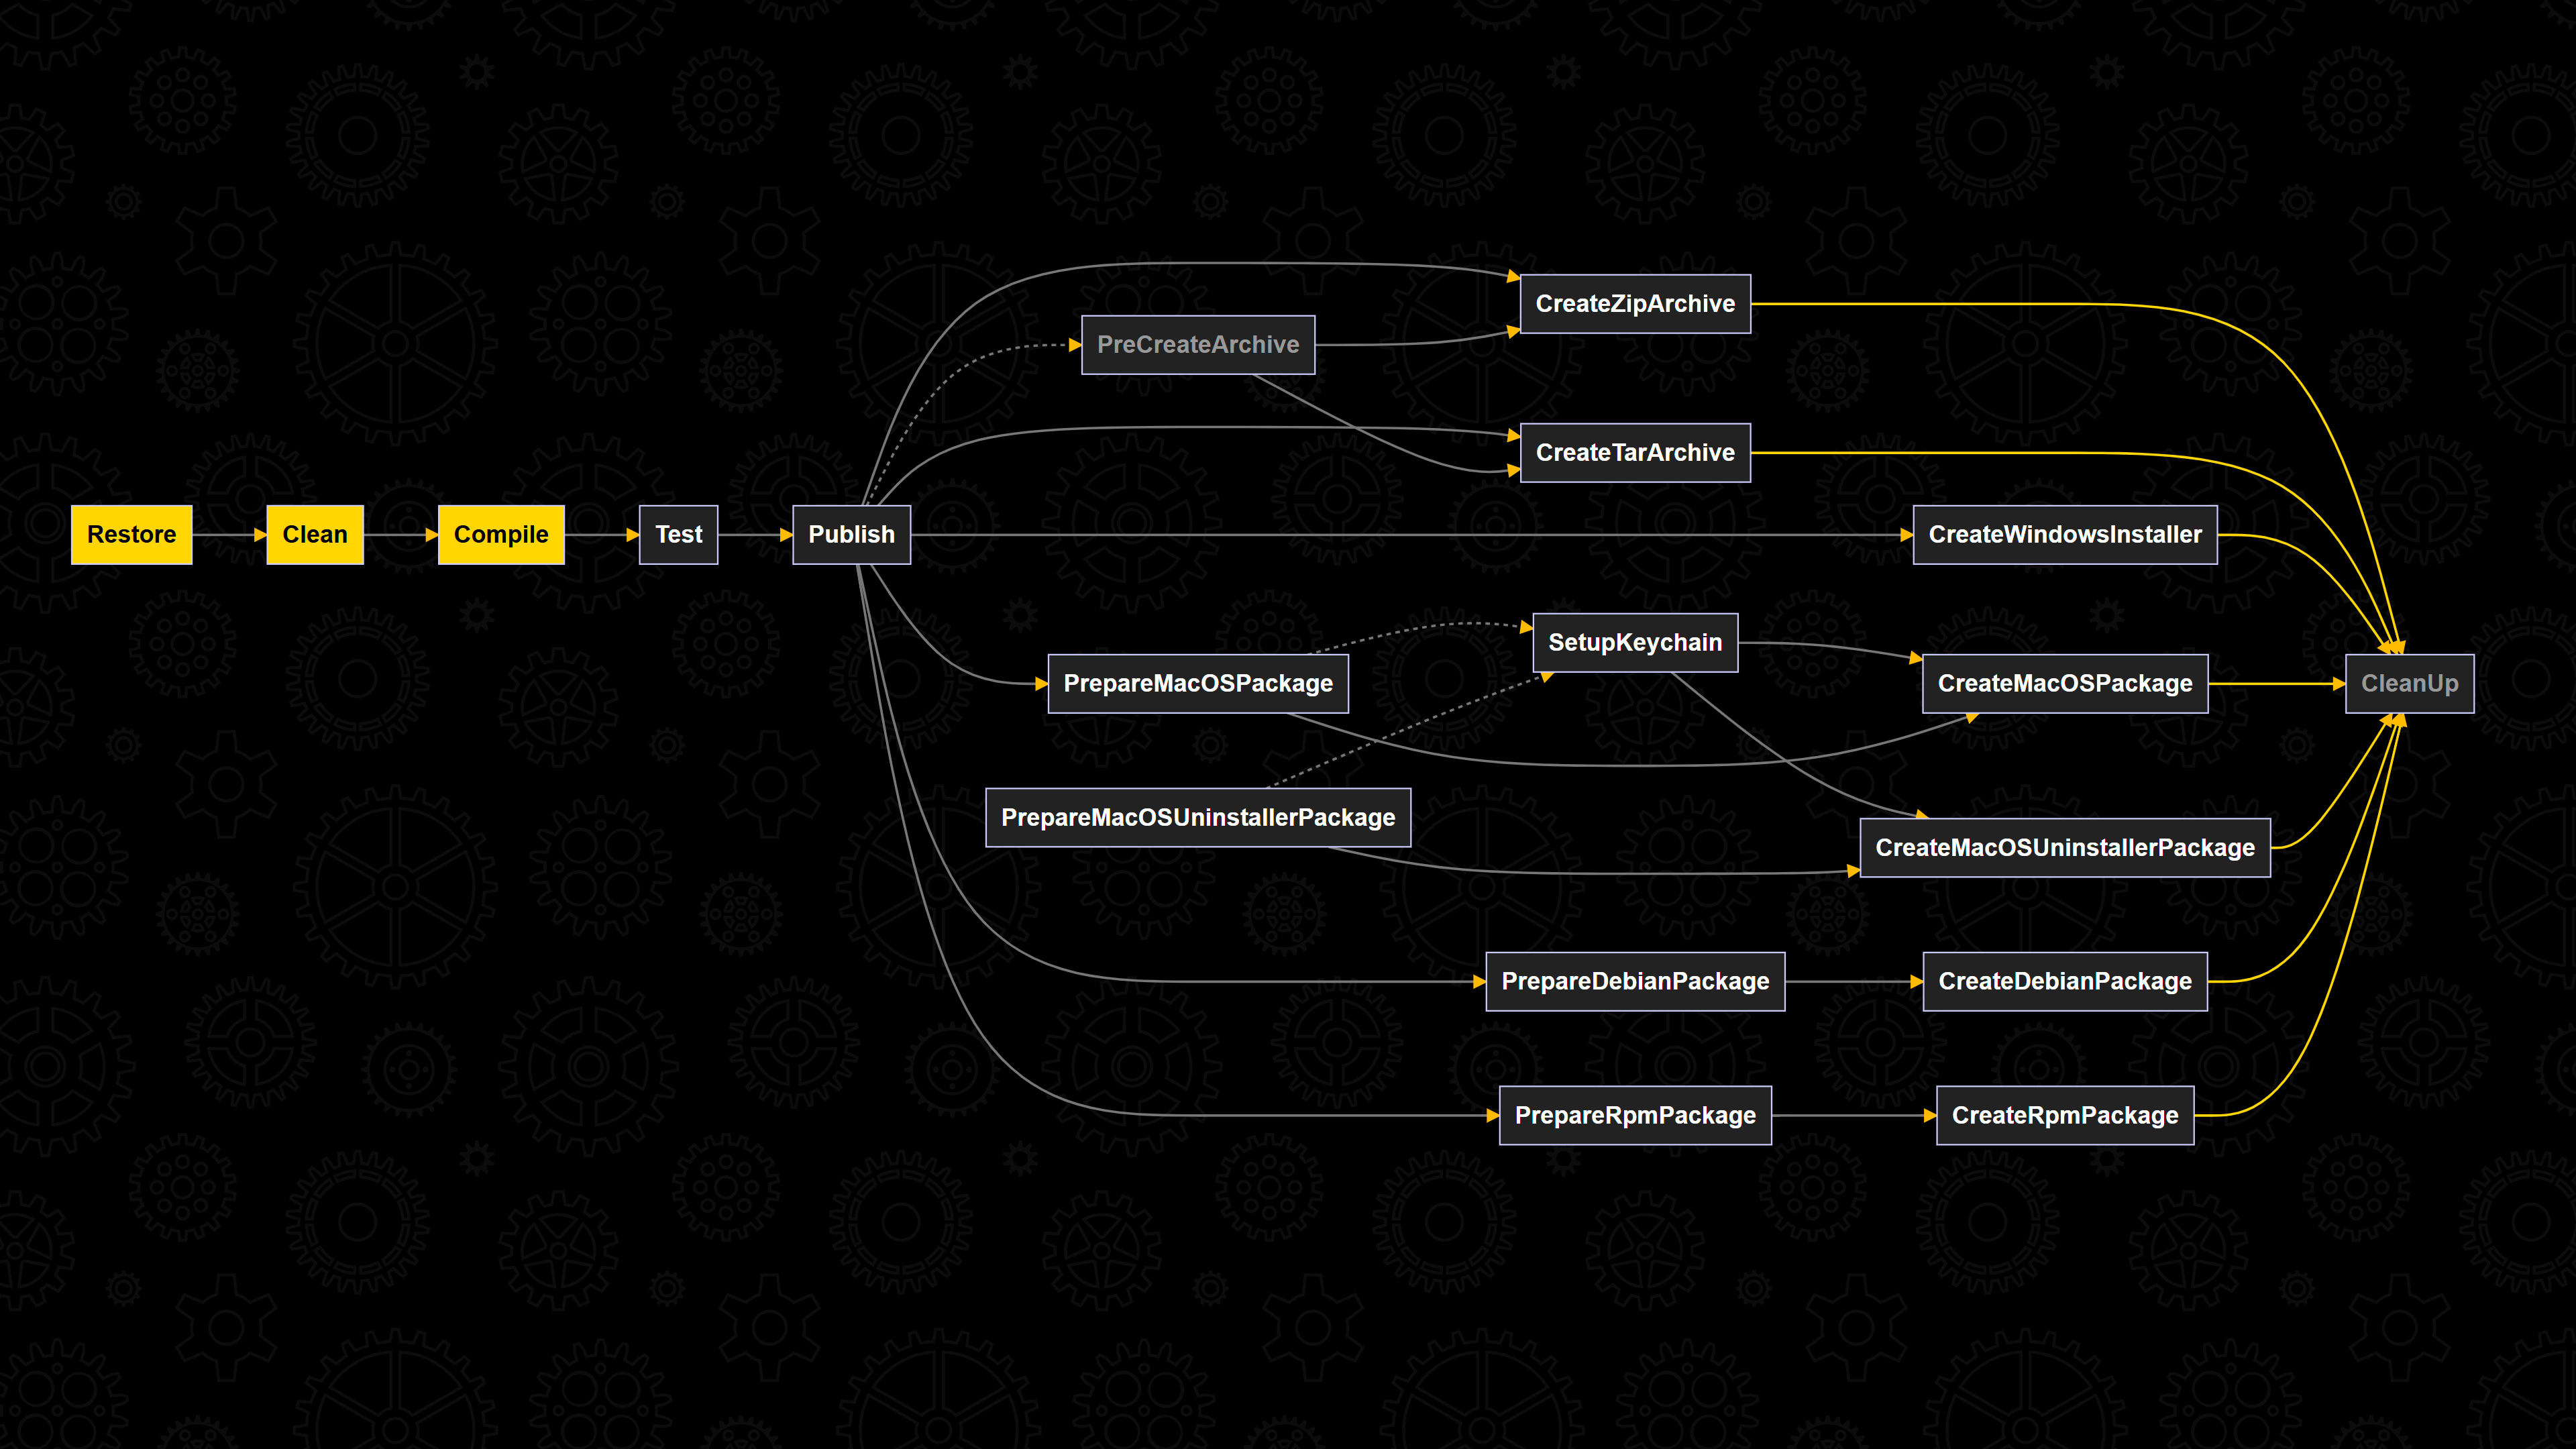 CreateZipArchive
PreCreateArchive
CreateTarArchive
Restore
Clean
Compile
Test
Publish
CreateWindowsInstaller
SetupKeychain
PrepareMacOSPackage
CreateMacOSPackage
CleanUp
PrepareMacOSUninstallerPackage
CreateMacOSUninstallerPackage
PrepareDebianPackage
CreateDebianPackage
PrepareRpmPackage
CreateRpmPackage